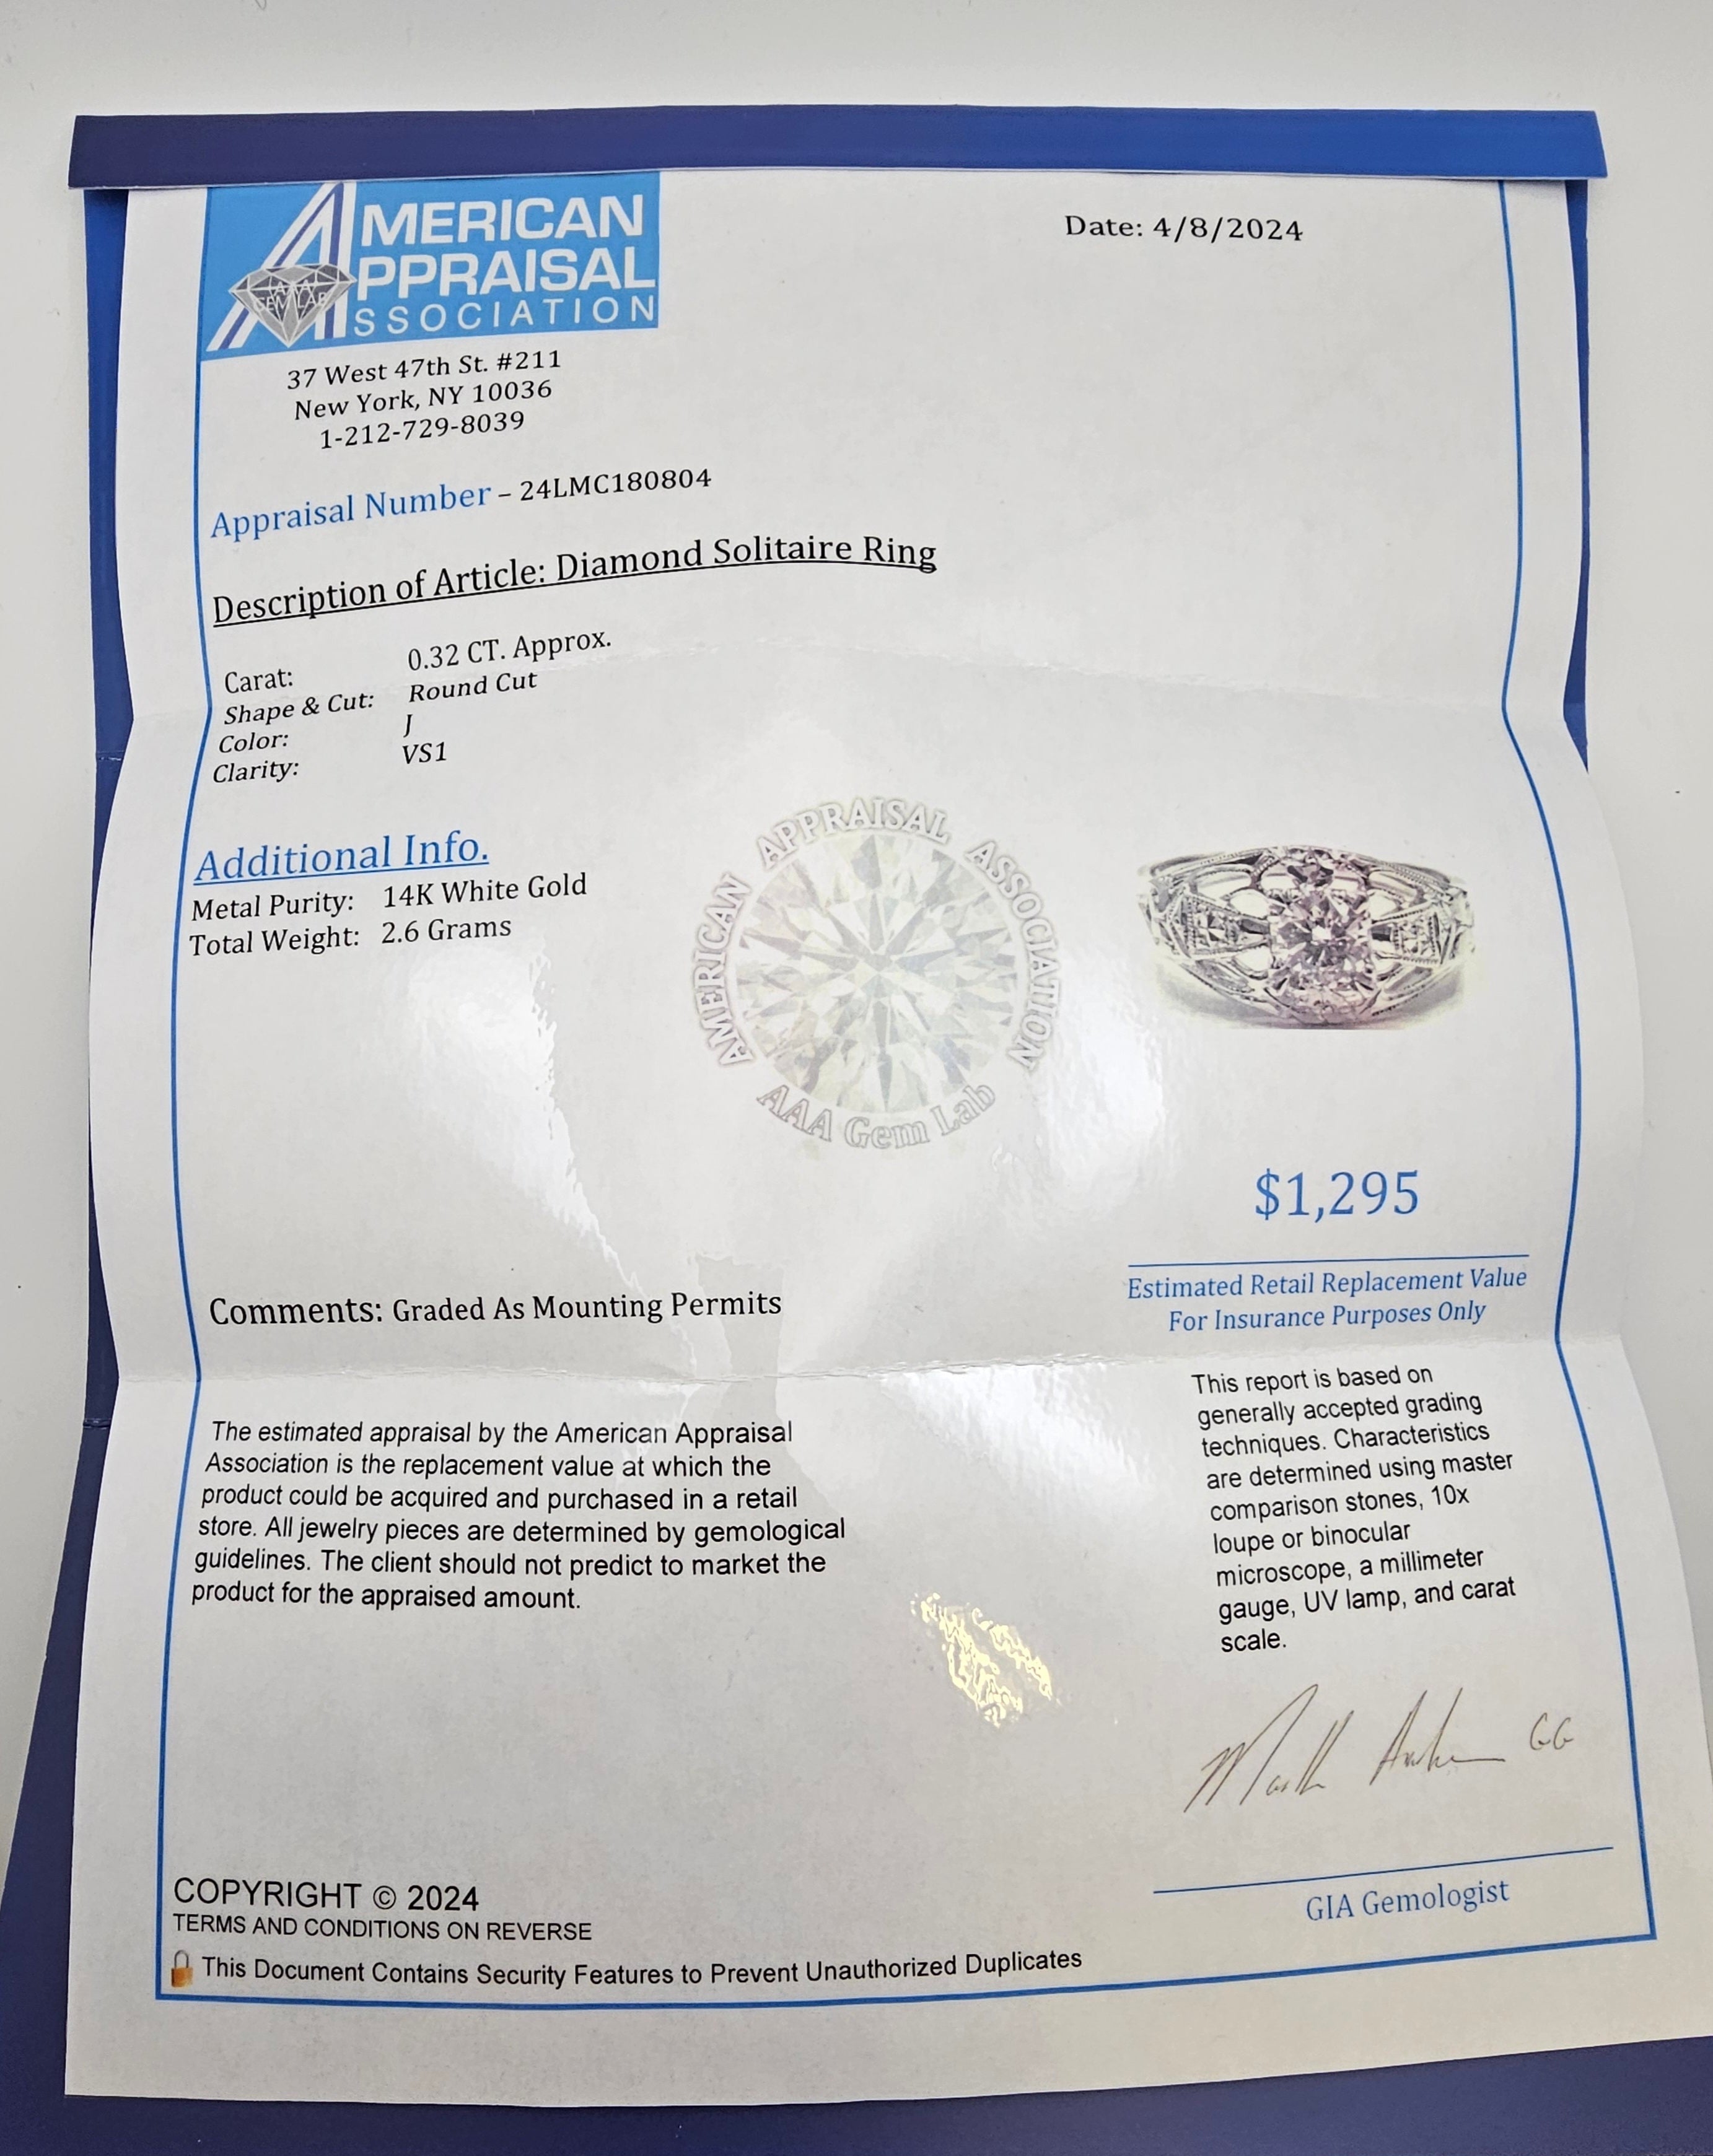 AMERICAN
APPRAISAL
ASSOCIATION
AAA
GEM LAB
Date: 4/8/2024
37 West 47th St. #211
New York, NY 10036
1-212-729-8039
Appraisal Number – 24LMC180804
Description of Article: Diamond Solitaire Ring
Carat: 0.32 CT. Approx.
Shape & Cut: Round Cut
Color: J
Clarity: VS1
Additional Info.
Metal Purity: 14K White Gold
Total Weight: 2.6 Grams
AMERICAN APPRAISAL ASSOCIATION
AAA Gem Lab
$1,295
Estimated Retail Replacement Value
For Insurance Purposes Only
Comments: Graded As Mounting Permits
The estimated appraisal by the American Appraisal
Association is the replacement value at which the
product could be acquired and purchased in a retail
store. All jewelry pieces are determined by gemological
guidelines. The client should not predict to market the
product for the appraised amount.
This report is based on
generally accepted grading
techniques. Characteristics
are determined using master
comparison stones, 10x
loupe or binocular
microscope, a millimeter
gauge, UV lamp, and carat
scale.
GG
GIA Gemologist
COPYRIGHT © 2024
TERMS AND CONDITIONS ON REVERSE
This Document Contains Security Features to Prevent Unauthorized Duplicates